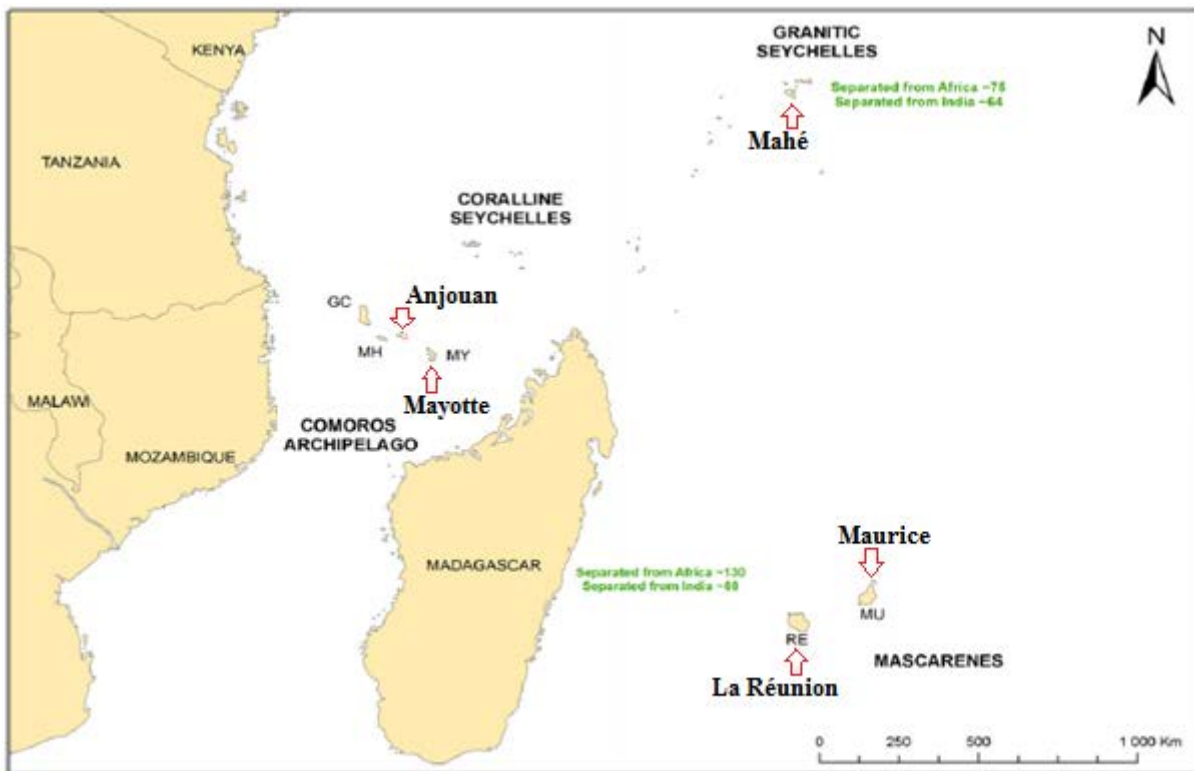 GRANITIC
SEYCHELLES
N
KENYA
Separated from Africa ~75
Separated from India ~64
Mahé
TANZANIA
CORALLINE
SEYCHELLES
Anjouan
GC
MH
MY
MALAWI
Mayotte
COMOROS
ARCHIPELAGO
MOZAMBIQUE
Maurice
MADAGASCAR
Separated from Africa ~130
Separated from India ~88
MU
RE
MASCARENES
La Réunion
0 250 500 1 000 Km